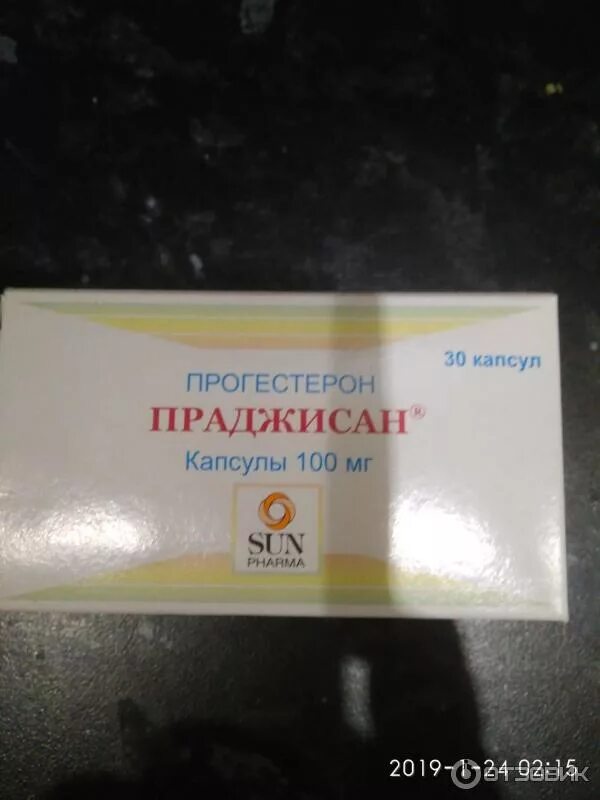 30 капсул
ПРОГЕСТЕРОН
ПРАДЖИСАН®
Капсулы 100 мг
SUN
PHARMA
2019-1-24 02:15
ОТЗОВИК